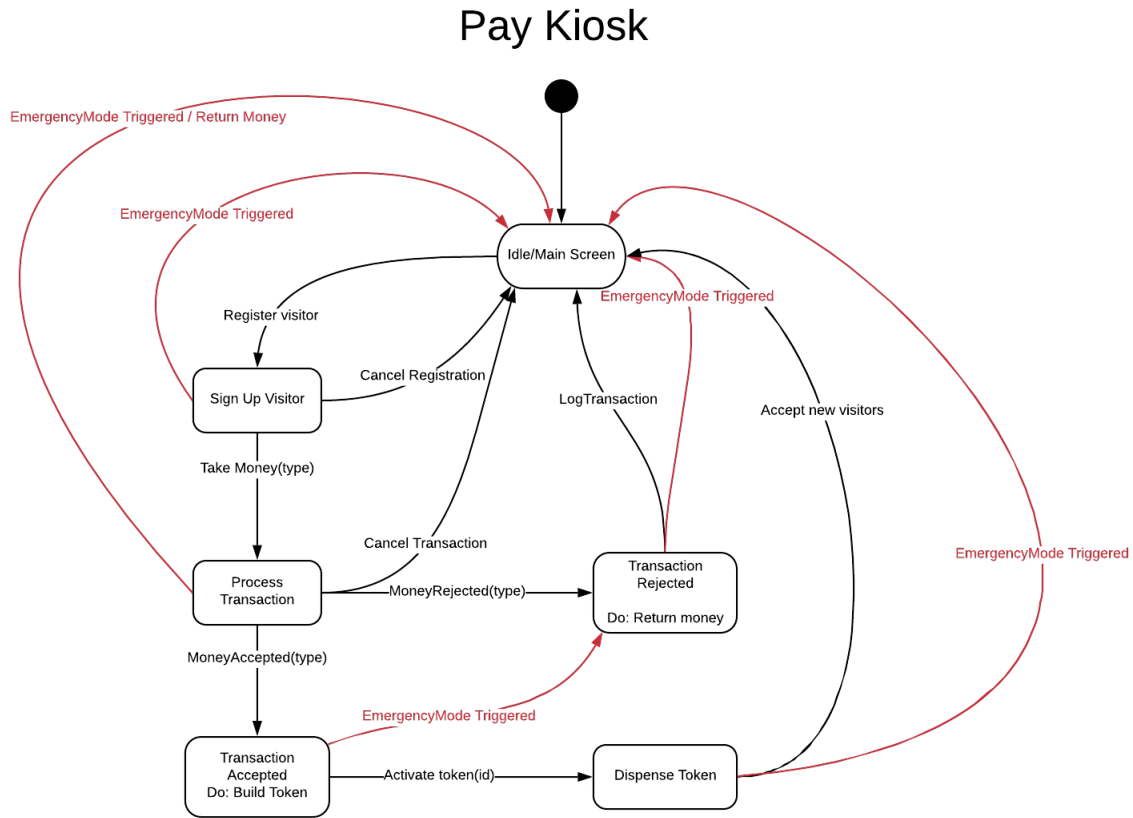 Pay Kiosk
EmergencyMode Triggered / Return Money
EmergencyMode Triggered
Idle/Main Screen
EmergencyMode Triggered
Register visitor
Cancel Registration
Sign Up Visitor
LogTransaction
Accept new visitors
Take Money(type)
Cancel Transaction
EmergencyMode Triggered
Process
Transaction
MoneyRejected(type)
Transaction
Rejected
Do: Return money
MoneyAccepted(type)
EmergencyMode Triggered
Transaction
Accepted
Do: Build Token
Activate token(id)
Dispense Token